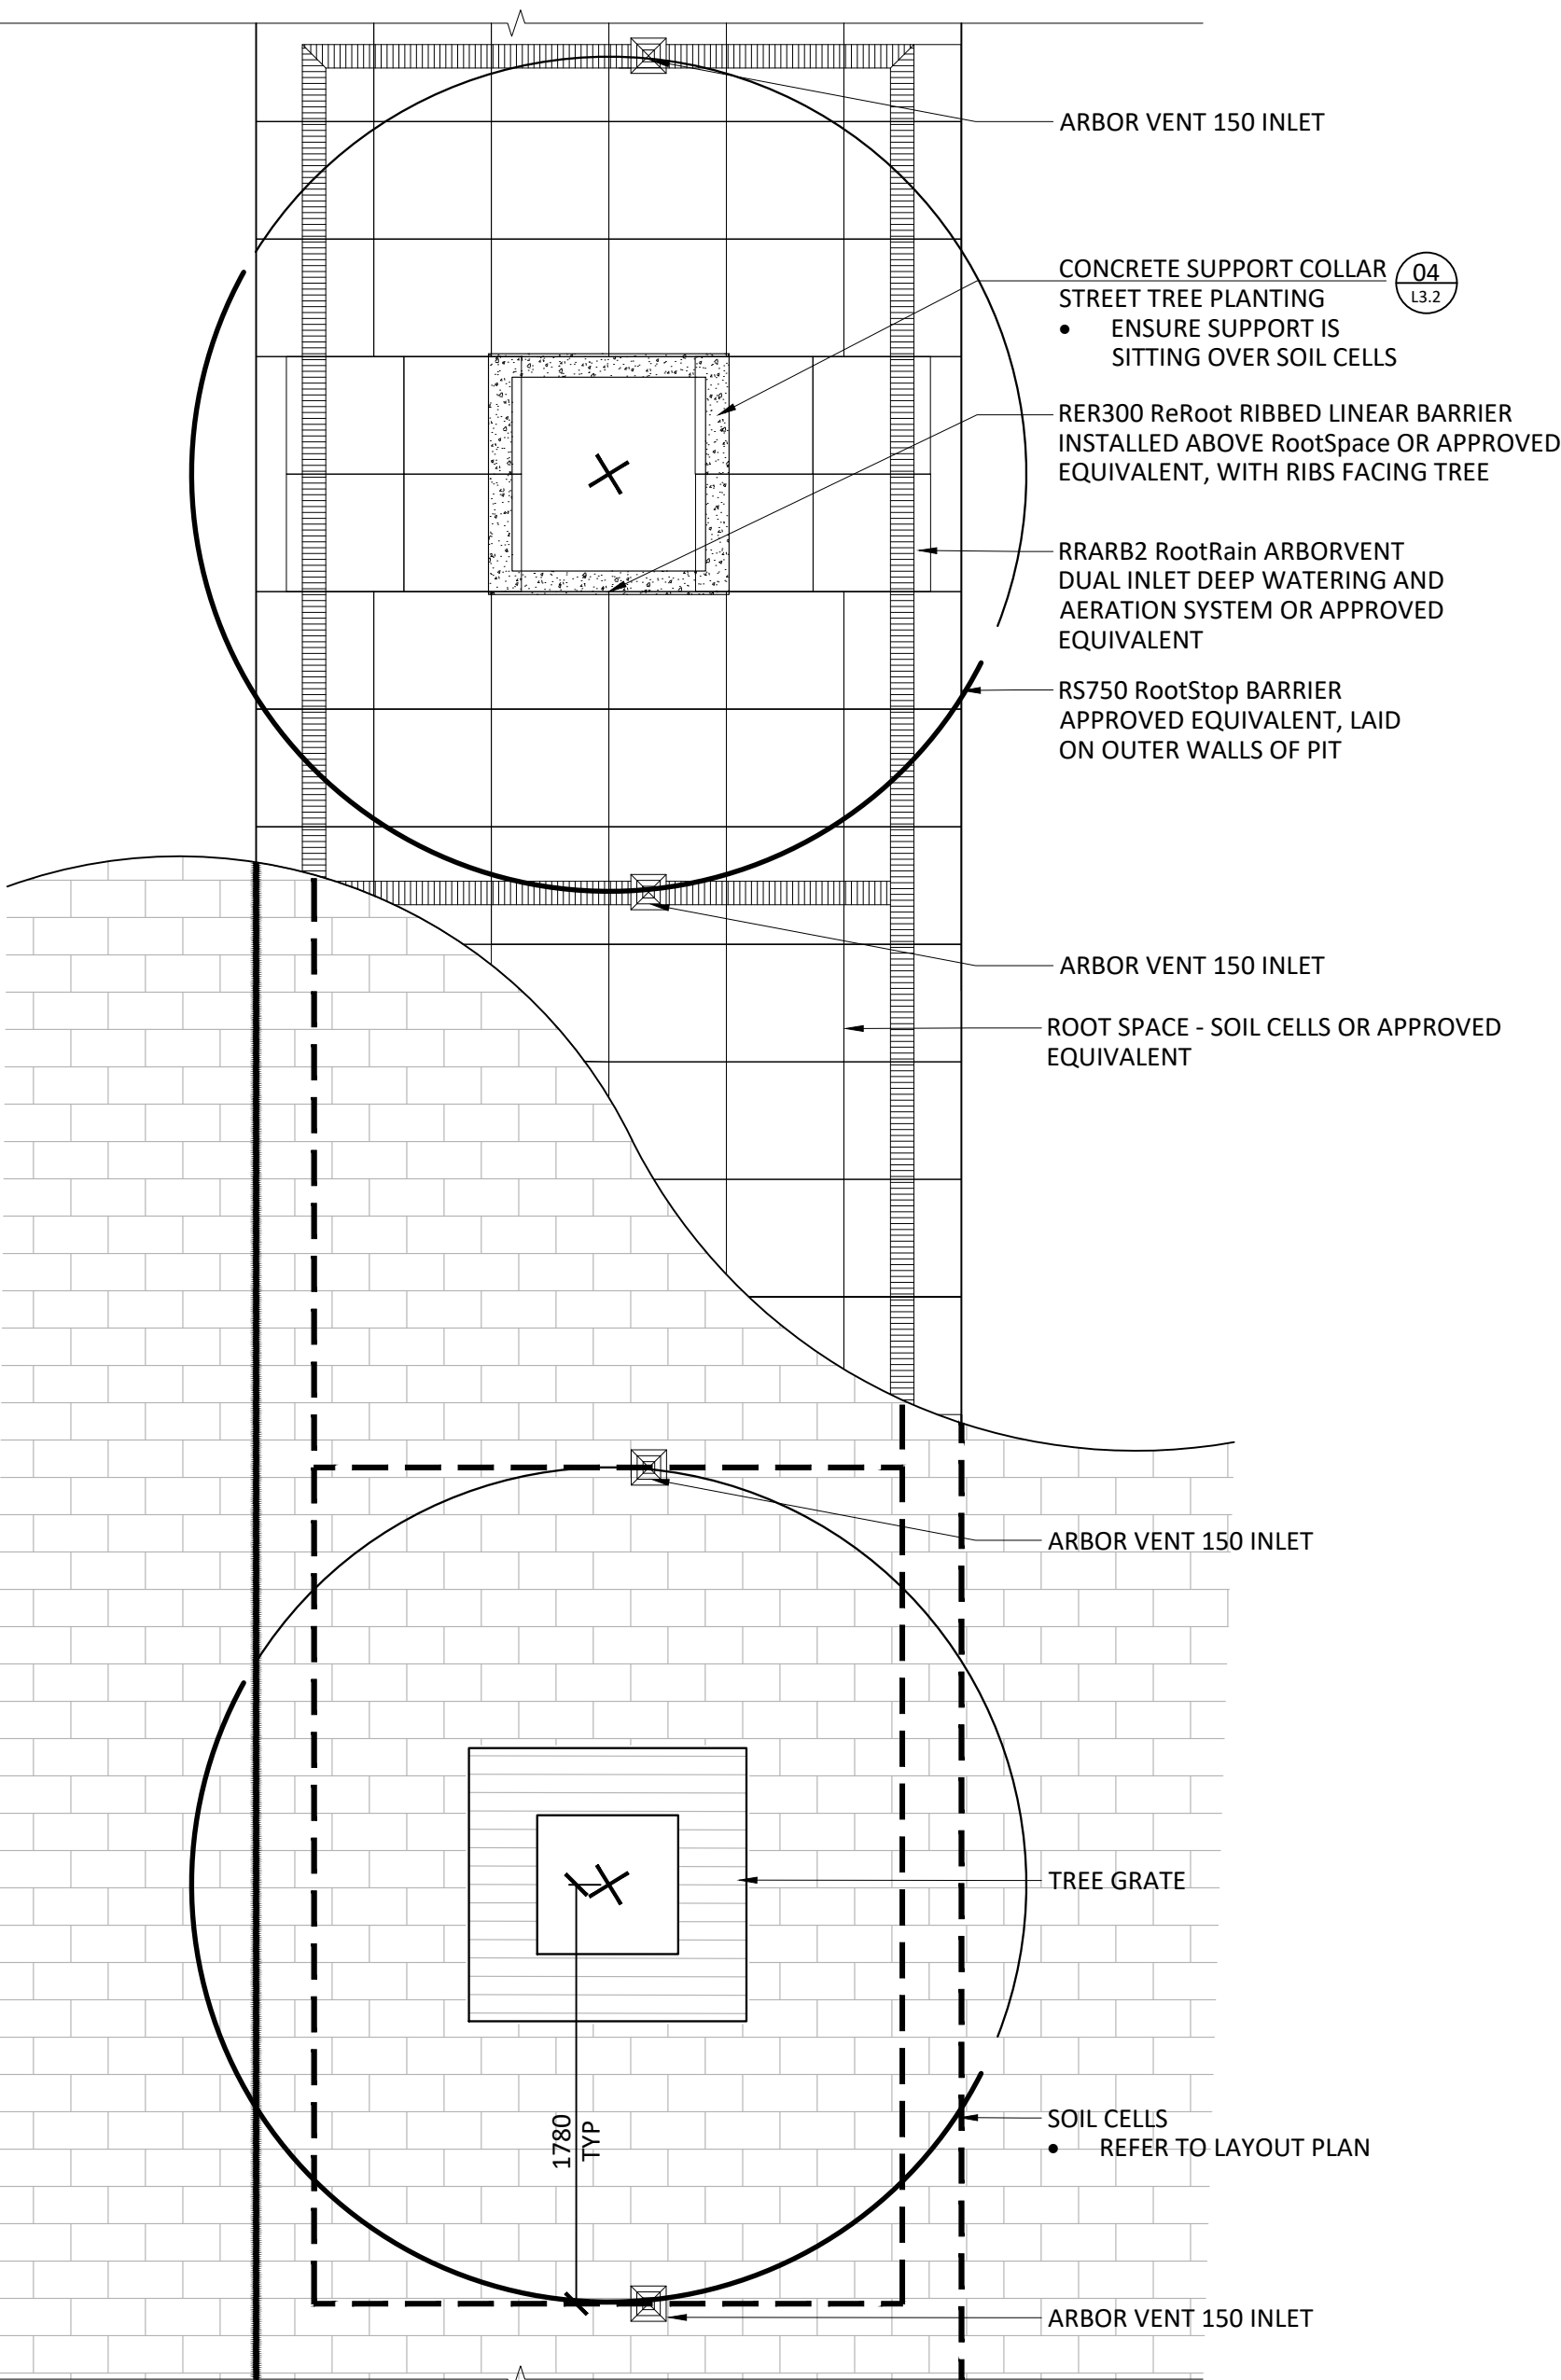 ARBOR VENT 150 INLET
CONCRETE SUPPORT COLLAR
04
L3.2
STREET TREE PLANTING
• ENSURE SUPPORT IS
SITTING OVER SOIL CELLS
RER300 ReRoot RIBBED LINEAR BARRIER
INSTALLED ABOVE RootSpace OR APPROVED
EQUIVALENT, WITH RIBS FACING TREE
RRARB2 RootRain ARBORVENT
DUAL INLET DEEP WATERING AND
AERATION SYSTEM OR APPROVED
EQUIVALENT
RS750 RootStop BARRIER
APPROVED EQUIVALENT, LAID
ON OUTER WALLS OF PIT
ARBOR VENT 150 INLET
ROOT SPACE - SOIL CELLS OR APPROVED
EQUIVALENT
ARBOR VENT 150 INLET
TREE GRATE
1780
TYP
SOIL CELLS
• REFER TO LAYOUT PLAN
ARBOR VENT 150 INLET